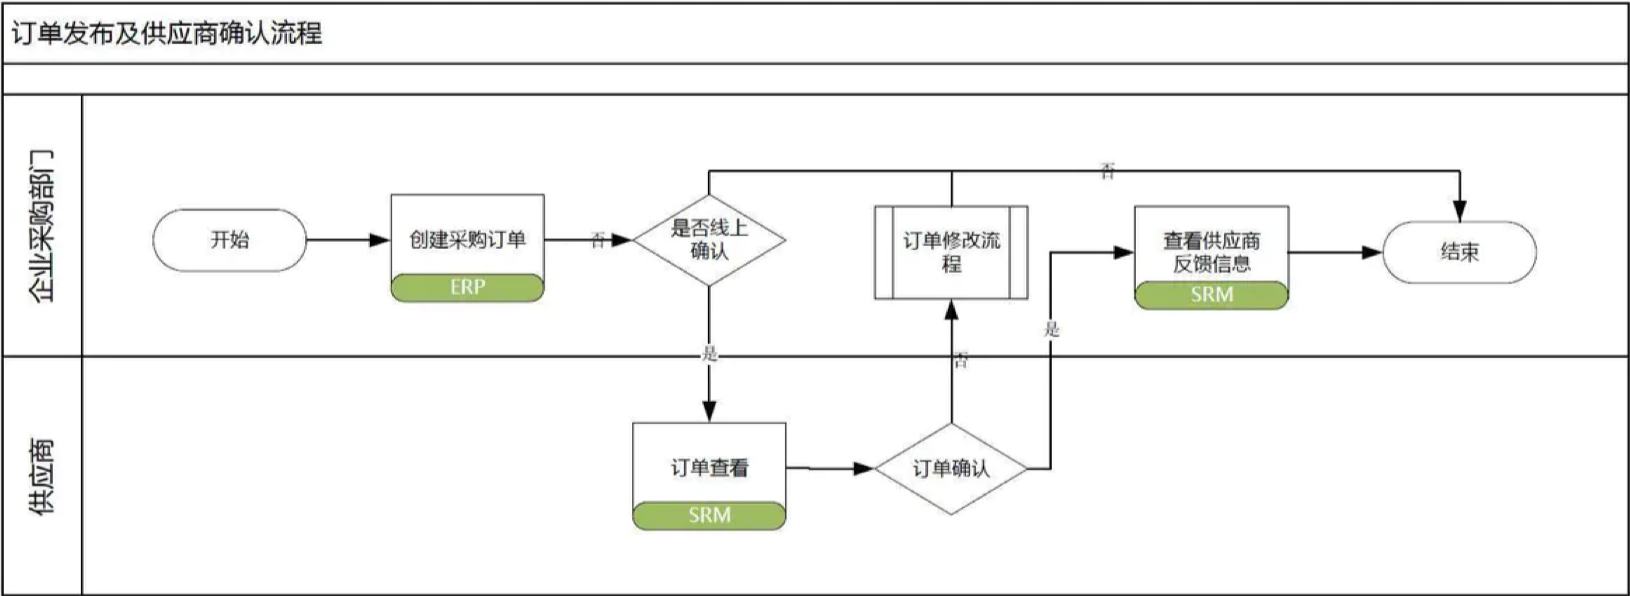 订单发布及供应商确认流程
企业采购部门
开始
创建采购订单
ERP
否
是否线上
确认
否
订单修改流
程
查看供应商
反馈信息
SRM
结束
是
是
否
供应商
订单查看
SRM
订单确认